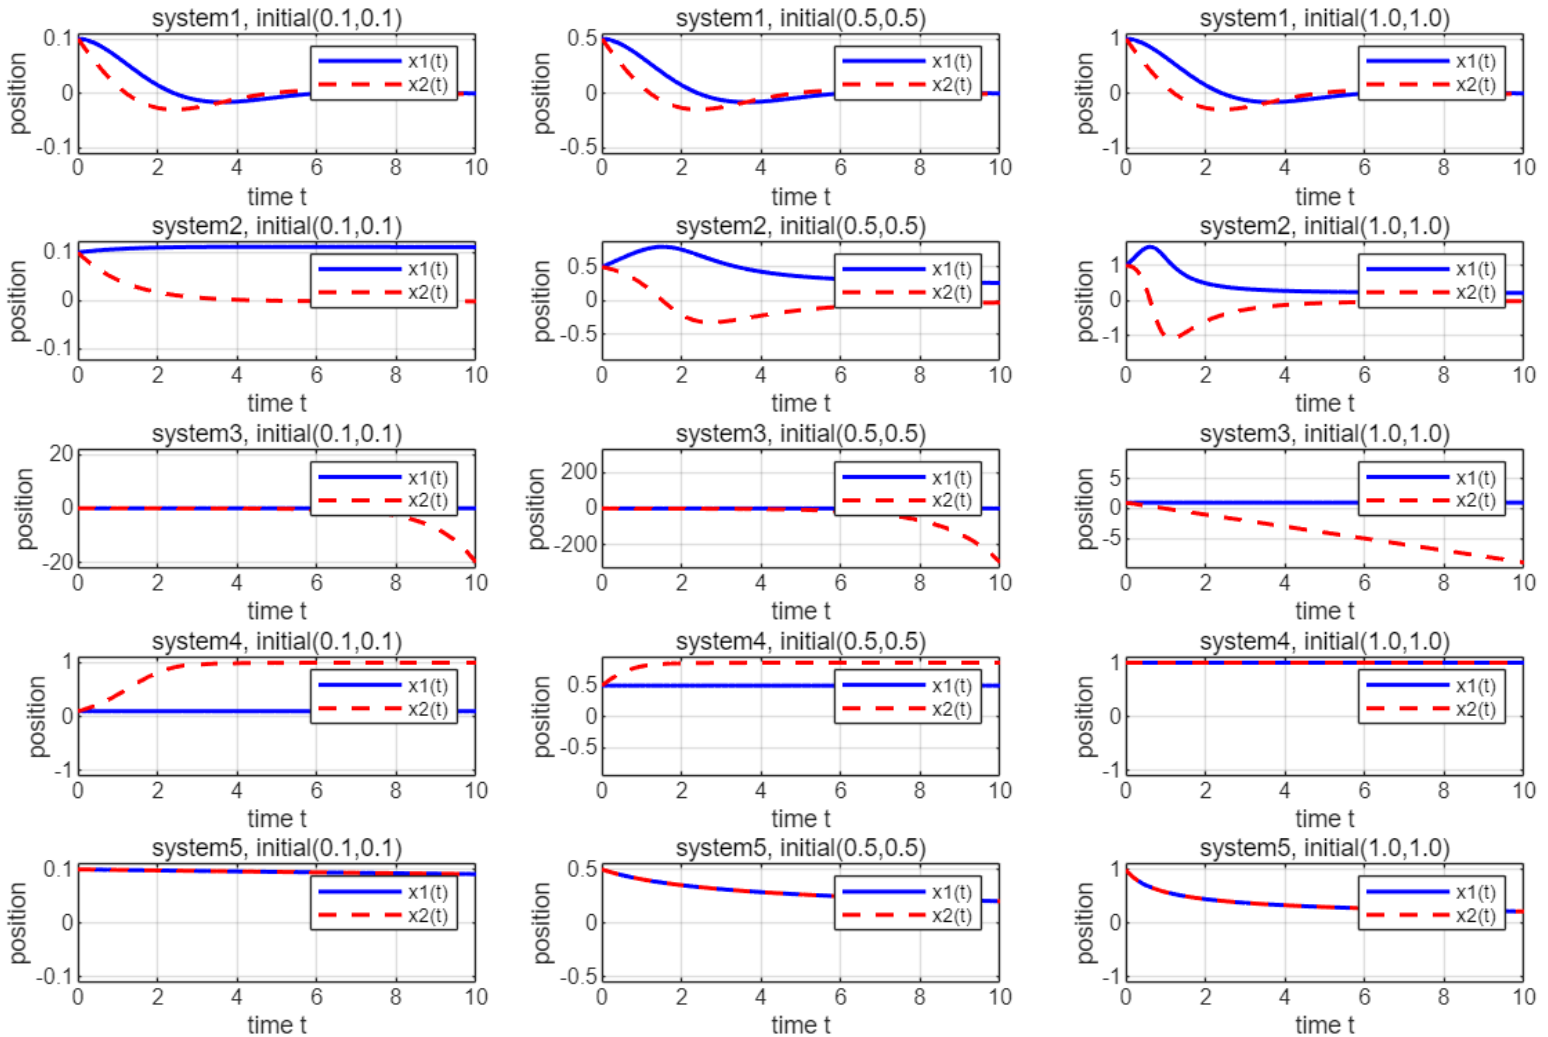 system1, initial(0.1,0.1)
0.1
0
-0.1
position
x1(t)
x2(t)
0 2 4 6 8 10
time t
system1, initial(0.5,0.5)
0.5
0
-0.5
position
x1(t)
x2(t)
0 2 4 6 8 10
time t
system1, initial(1.0,1.0)
1
0
-1
position
x1(t)
x2(t)
0 2 4 6 8 10
time t
system2, initial(0.1,0.1)
0.1
0
-0.1
position
x1(t)
x2(t)
0 2 4 6 8 10
time t
system2, initial(0.5,0.5)
0.5
0
-0.5
position
x1(t)
x2(t)
0 2 4 6 8 10
time t
system2, initial(1.0,1.0)
1
0
-1
position
x1(t)
x2(t)
0 2 4 6 8 10
time t
system3, initial(0.1,0.1)
20
0
-20
position
x1(t)
x2(t)
0 2 4 6 8 10
time t
system3, initial(0.5,0.5)
200
0
-200
position
x1(t)
x2(t)
0 2 4 6 8 10
time t
system3, initial(1.0,1.0)
5
0
-5
position
x1(t)
x2(t)
0 2 4 6 8 10
time t
system4, initial(0.1,0.1)
1
0
-1
position
x1(t)
x2(t)
0 2 4 6 8 10
time t
system4, initial(0.5,0.5)
0.5
0
-0.5
position
x1(t)
x2(t)
0 2 4 6 8 10
time t
system4, initial(1.0,1.0)
1
0
-1
position
x1(t)
x2(t)
0 2 4 6 8 10
time t
system5, initial(0.1,0.1)
0.1
0
-0.1
position
x1(t)
x2(t)
0 2 4 6 8 10
time t
system5, initial(0.5,0.5)
0.5
0
-0.5
position
x1(t)
x2(t)
0 2 4 6 8 10
time t
system5, initial(1.0,1.0)
1
0
-1
position
x1(t)
x2(t)
0 2 4 6 8 10
time t